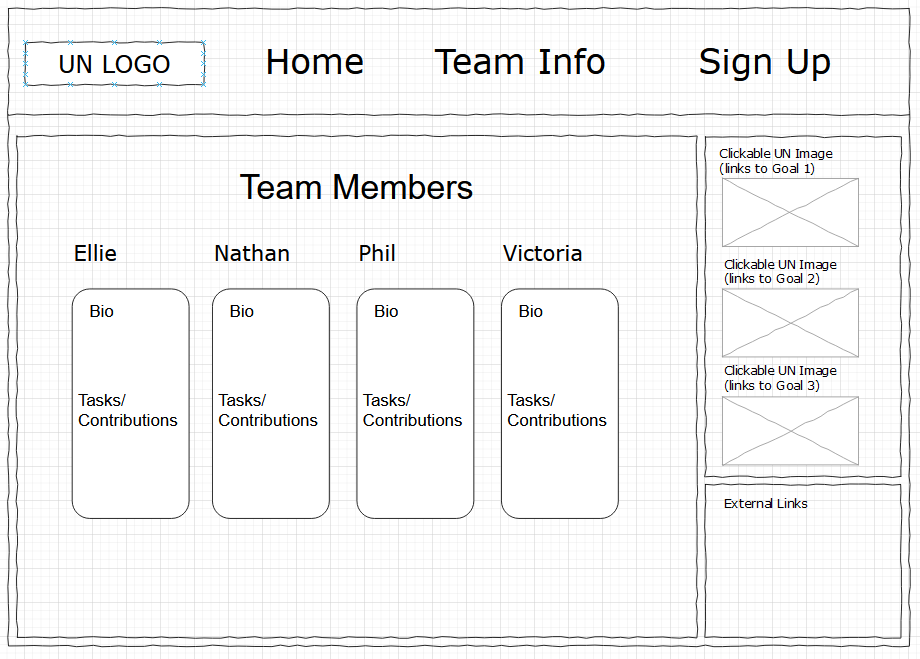 UN LOGO
Home
Team Info
Sign Up
Team Members
Ellie
Nathan
Phil
Victoria
Bio
Tasks/
Contributions
Bio
Tasks/
Contributions
Bio
Tasks/
Contributions
Bio
Tasks/
Contributions
Clickable UN Image
(links to Goal 1)
Clickable UN Image
(links to Goal 2)
Clickable UN Image
(links to Goal 3)
External Links